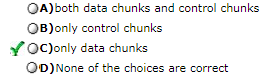 A)both data chunks and control chunks
B)only control chunks
C)only data chunks
D)None of the choices are correct